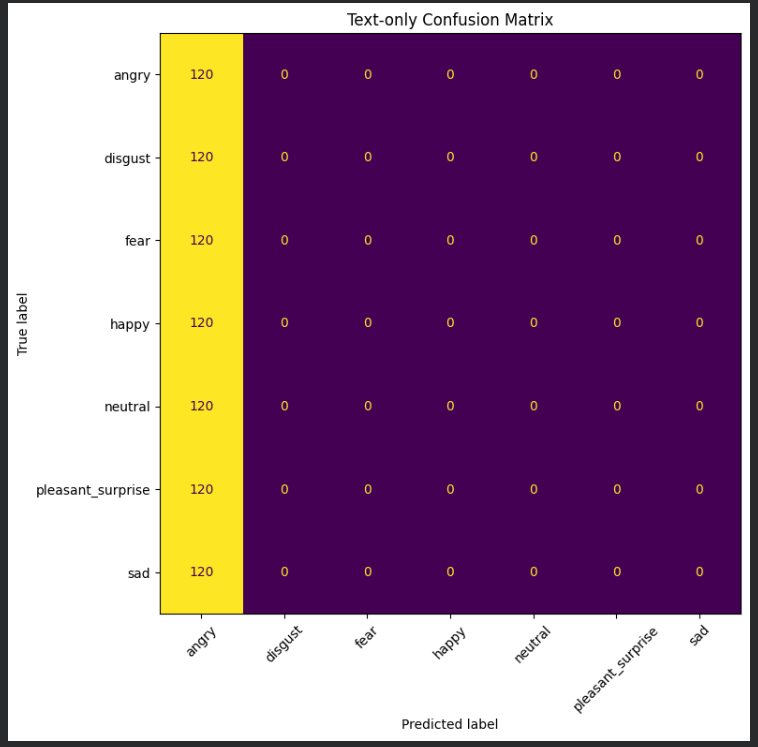 Text-only Confusion Matrix
True label
angry 120 0 0 0 0 0 0
disgust 120 0 0 0 0 0 0
fear 120 0 0 0 0 0 0
happy 120 0 0 0 0 0 0
neutral 120 0 0 0 0 0 0
pleasant_surprise 120 0 0 0 0 0 0
sad 120 0 0 0 0 0 0
angry disgust fear happy neutral pleasant_surprise sad
Predicted label